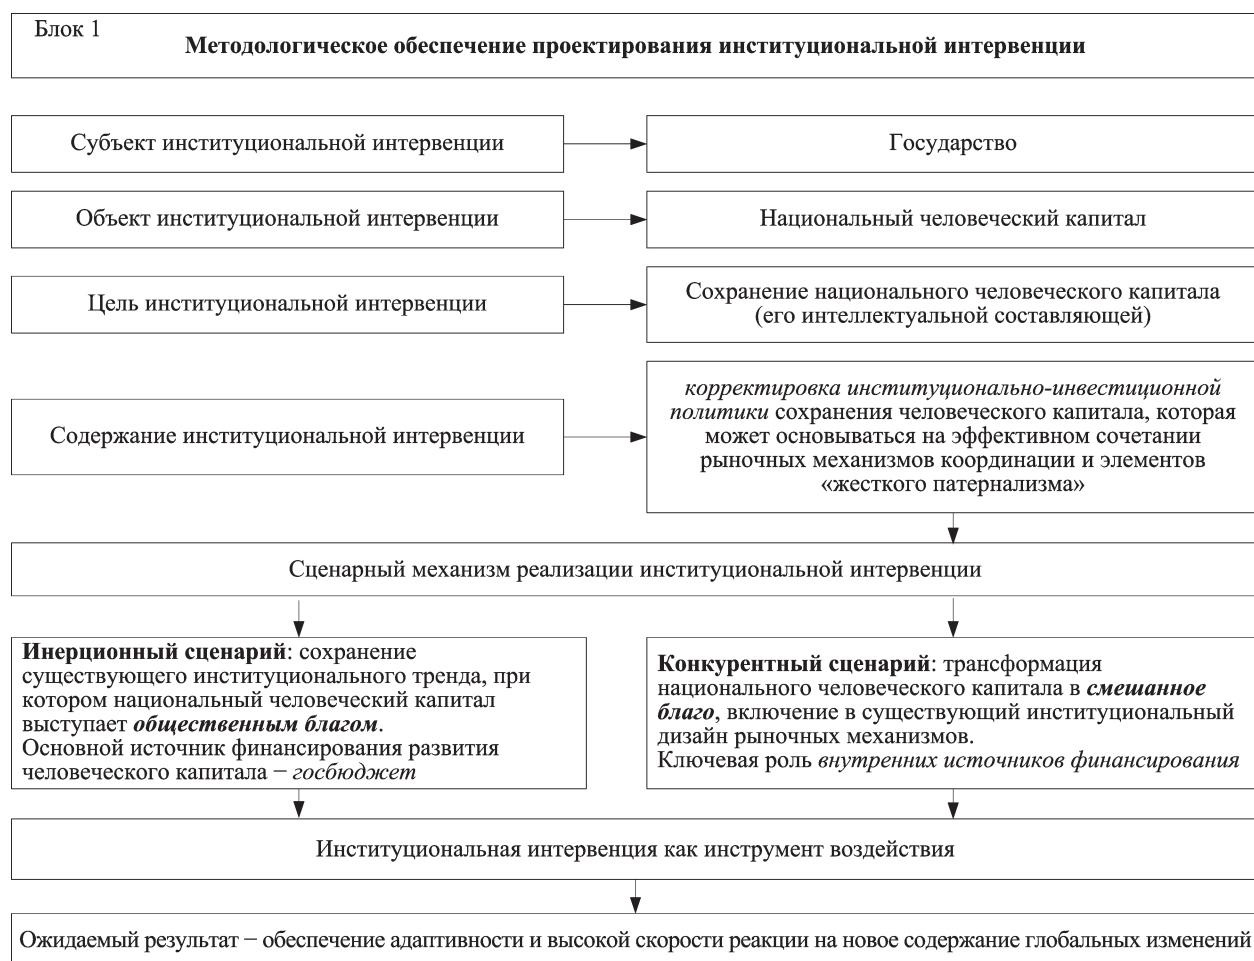 Блок 1
Методологическое обеспечение проектирования институциональной интервенции
Субъект институциональной интервенции
Государство
Объект институциональной интервенции
Национальный человеческий капитал
Цель институциональной интервенции
Сохранение национального человеческого капитала
(его интеллектуальной составляющей)
Содержание институциональной интервенции
корректировка институционально-инвестиционной
политики сохранения человеческого капитала, которая
может основываться на эффективном сочетании
рыночных механизмов координации и элементов
«жесткого патернализма»
Сценарный механизм реализации институциональной интервенции
Инерционный сценарий: сохранение
существующего институционального тренда, при
котором национальный человеческий капитал
выступает общественным благом.
Основной источник финансирования развития
человеческого капитала − госбюджет
Конкурентный сценарий: трансформация
национального человеческого капитала в смешанное
благо, включение в существующий институциональный
дизайн рыночных механизмов.
Ключевая роль внутренних источников финансирования
Институциональная интервенция как инструмент воздействия
Ожидаемый результат − обеспечение адаптивности и высокой скорости реакции на новое содержание глобальных изменений